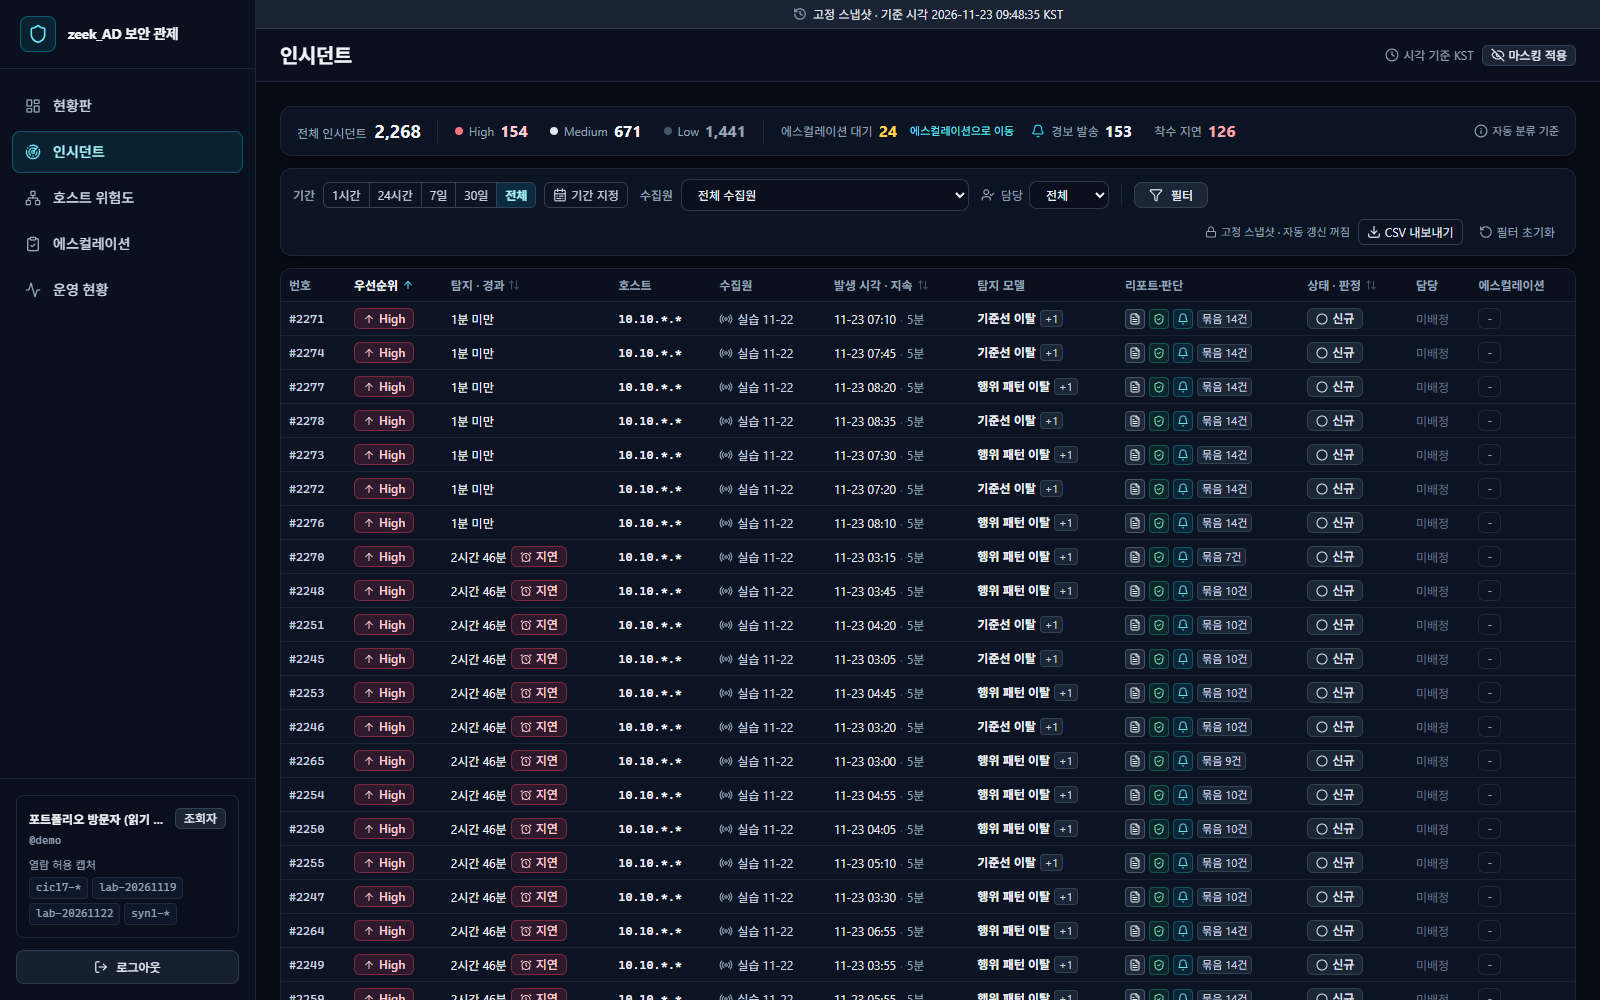 고정 스냅샷 · 기준 시각 2026-11-23 09:48:35 KST
zeek_AD 보안 관제
현황판
인시던트
호스트 위험도
에스컬레이션
운영 현황
포트폴리오 방문자 (읽기 ... 조회자
@demo
열람 허용 캡처
cic17-* lab-20261119
lab-20261122 syn1-*
로그아웃
인시던트
시각 기준 KST 마스킹 적용
전체 인시던트 2,268 High 154 Medium 671 Low 1,441 에스컬레이션 대기 24 에스컬레이션으로 이동 경보 발송 153 착수 지연 126 자동 분류 기준
기간 1시간 24시간 7일 30일 전체 기간 지정 수집원 전체 수집원 담당 전체 필터
고정 스냅샷 · 자동 갱신 꺼짐 CSV 내보내기 필터 초기화
번호 우선순위 ↑ 탐지 · 경과 ↑↓ 호스트 수집원 발생 시각 · 지속 ↑↓ 탐지 모델 리포트·판단 상태 · 판정 ↑↓ 담당 에스컬레이션
#2271 ↑ High 1분 미만 10.10.*.* 실습 11-22 11-23 07:10 · 5분 기준선 이탈 +1 묶음 14건 신규 미배정 -
#2274 ↑ High 1분 미만 10.10.*.* 실습 11-22 11-23 07:45 · 5분 기준선 이탈 +1 묶음 14건 신규 미배정 -
#2277 ↑ High 1분 미만 10.10.*.* 실습 11-22 11-23 08:20 · 5분 행위 패턴 이탈 +1 묶음 14건 신규 미배정 -
#2278 ↑ High 1분 미만 10.10.*.* 실습 11-22 11-23 08:35 · 5분 기준선 이탈 +1 묶음 14건 신규 미배정 -
#2273 ↑ High 1분 미만 10.10.*.* 실습 11-22 11-23 07:30 · 5분 행위 패턴 이탈 +1 묶음 14건 신규 미배정 -
#2272 ↑ High 1분 미만 10.10.*.* 실습 11-22 11-23 07:20 · 5분 기준선 이탈 +1 묶음 14건 신규 미배정 -
#2276 ↑ High 1분 미만 10.10.*.* 실습 11-22 11-23 08:10 · 5분 행위 패턴 이탈 +1 묶음 14건 신규 미배정 -
#2270 ↑ High 2시간 46분 지연 10.10.*.* 실습 11-22 11-23 03:15 · 5분 행위 패턴 이탈 +1 묶음 7건 신규 미배정 -
#2248 ↑ High 2시간 46분 지연 10.10.*.* 실습 11-22 11-23 03:45 · 5분 행위 패턴 이탈 +1 묶음 10건 신규 미배정 -
#2251 ↑ High 2시간 46분 지연 10.10.*.* 실습 11-22 11-23 04:20 · 5분 기준선 이탈 +1 묶음 10건 신규 미배정 -
#2245 ↑ High 2시간 46분 지연 10.10.*.* 실습 11-22 11-23 03:05 · 5분 기준선 이탈 +1 묶음 10건 신규 미배정 -
#2253 ↑ High 2시간 46분 지연 10.10.*.* 실습 11-22 11-23 04:45 · 5분 행위 패턴 이탈 +1 묶음 10건 신규 미배정 -
#2246 ↑ High 2시간 46분 지연 10.10.*.* 실습 11-22 11-23 03:20 · 5분 기준선 이탈 +1 묶음 10건 신규 미배정 -
#2265 ↑ High 2시간 46분 지연 10.10.*.* 실습 11-22 11-23 03:00 · 5분 행위 패턴 이탈 +1 묶음 9건 신규 미배정 -
#2254 ↑ High 2시간 46분 지연 10.10.*.* 실습 11-22 11-23 04:55 · 5분 행위 패턴 이탈 +1 묶음 10건 신규 미배정 -
#2250 ↑ High 2시간 46분 지연 10.10.*.* 실습 11-22 11-23 04:05 · 5분 행위 패턴 이탈 +1 묶음 10건 신규 미배정 -
#2255 ↑ High 2시간 46분 지연 10.10.*.* 실습 11-22 11-23 05:10 · 5분 기준선 이탈 +1 묶음 10건 신규 미배정 -
#2247 ↑ High 2시간 46분 지연 10.10.*.* 실습 11-22 11-23 03:30 · 5분 행위 패턴 이탈 +1 묶음 10건 신규 미배정 -
#2264 ↑ High 2시간 46분 지연 10.10.*.* 실습 11-22 11-23 06:55 · 5분 행위 패턴 이탈 +1 묶음 14건 신규 미배정 -
#2249 ↑ High 2시간 46분 지연 10.10.*.* 실습 11-22 11-23 03:55 · 5분 행위 패턴 이탈 +1 묶음 14건 신규 미배정 -
#2259 ↑ High 2시간 46분 지연 10.10.*.* 실습 11-22 11-23 05:55 · 5분 행위 패턴 이탈 +1 묶음 14건 신규 미배정 -